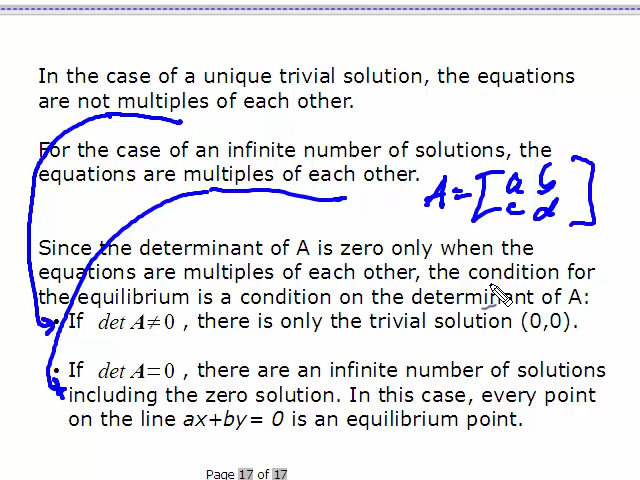 In the case of a unique trivial solution, the equations
are not multiples of each other.
For the case of an infinite number of solutions, the
equations are multiples of each other.
A = [a b
c d]
Since the determinant of A is zero only when the
equations are multiples of each other, the condition for
the equilibrium is a condition on the determinant of A:
• If det A≠0 , there is only the trivial solution (0,0).
• If det A=0 , there are an infinite number of solutions
including the zero solution. In this case, every point
on the line ax+by= 0 is an equilibrium point.
Page 17 of 17